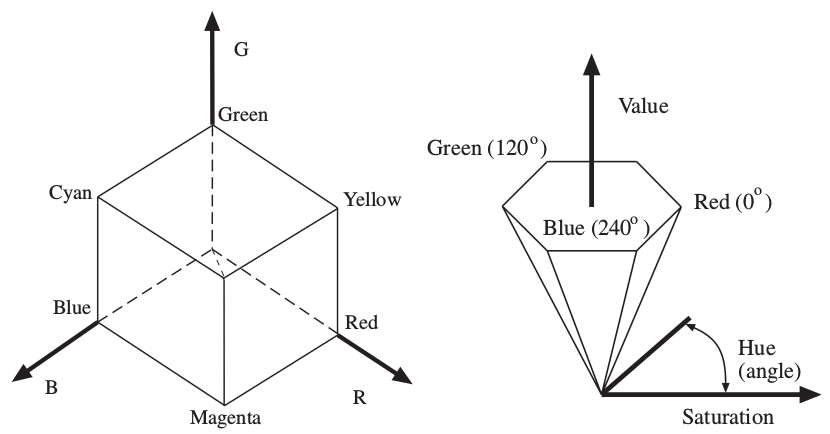 G
Green
Cyan
Yellow
Blue
Red
B
R
Magenta
Value
Green (120°)
Red (0°)
Blue (240°)
Hue
(angle)
Saturation